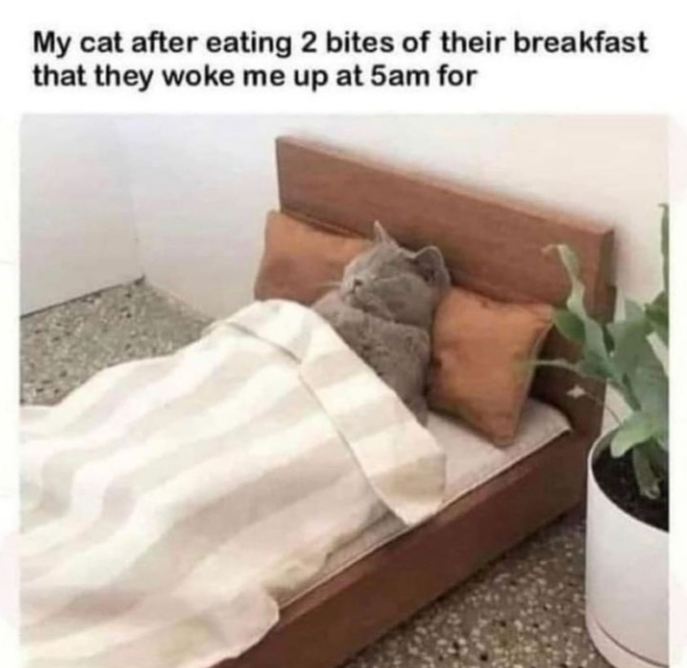 My cat after eating 2 bites of their breakfast
that they woke me up at 5am for